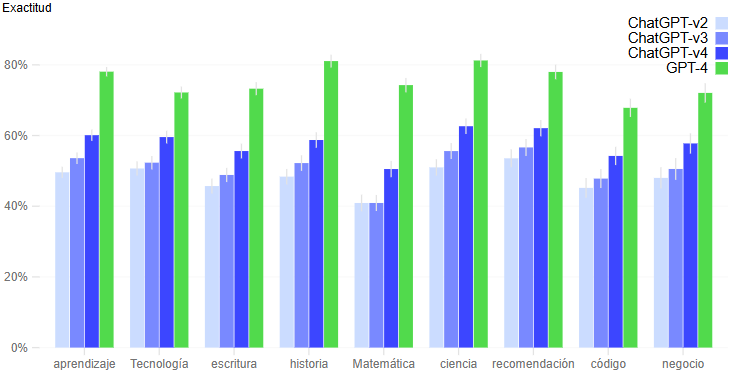 Exactitud
ChatGPT-v2
ChatGPT-v3
ChatGPT-v4
GPT-4
80%
60%
40%
20%
0%
aprendizaje Tecnología escritura historia Matemática ciencia recomendación código negocio